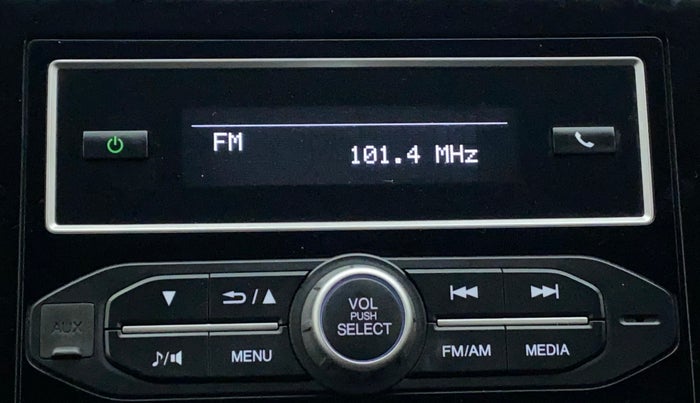 FM
101.4 MHz
VOL
PUSH
SELECT
AUX
MENU
FM/AM
MEDIA